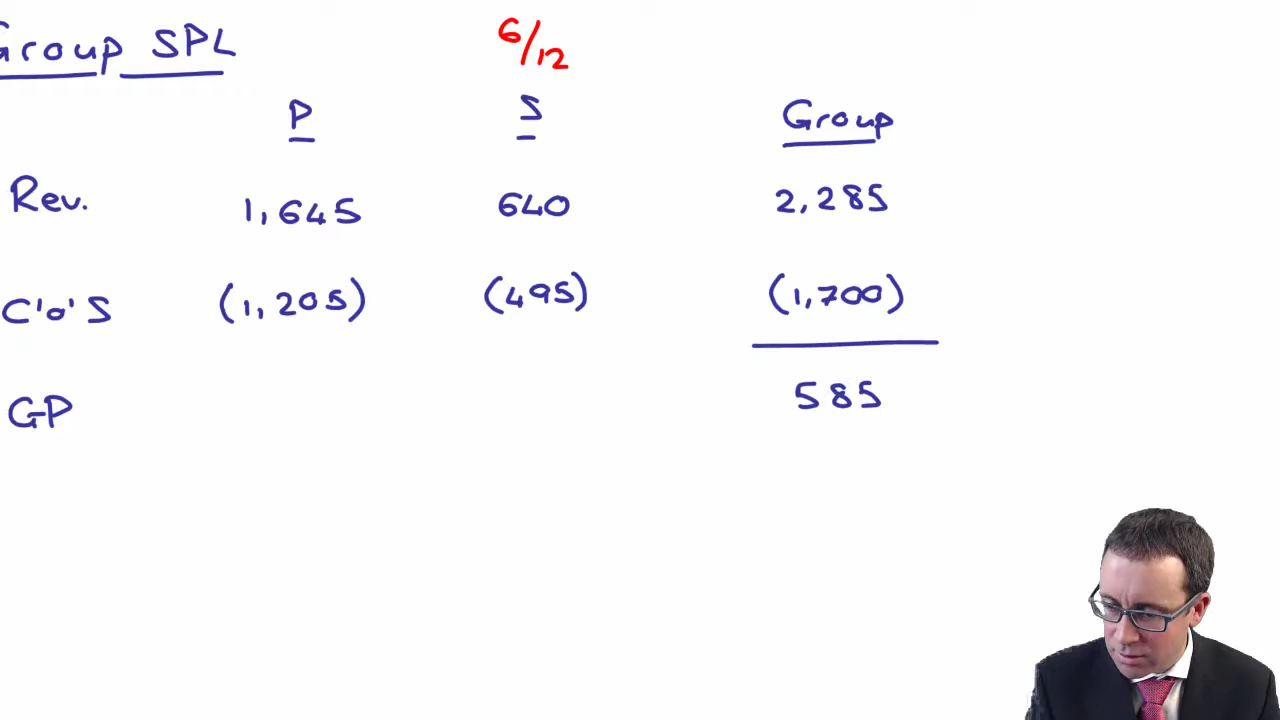 Group SPL 6/12
P S Group
Rev. 1,645 640 2,285
C'o'S (1,205) (495) (1,700)
GP 585